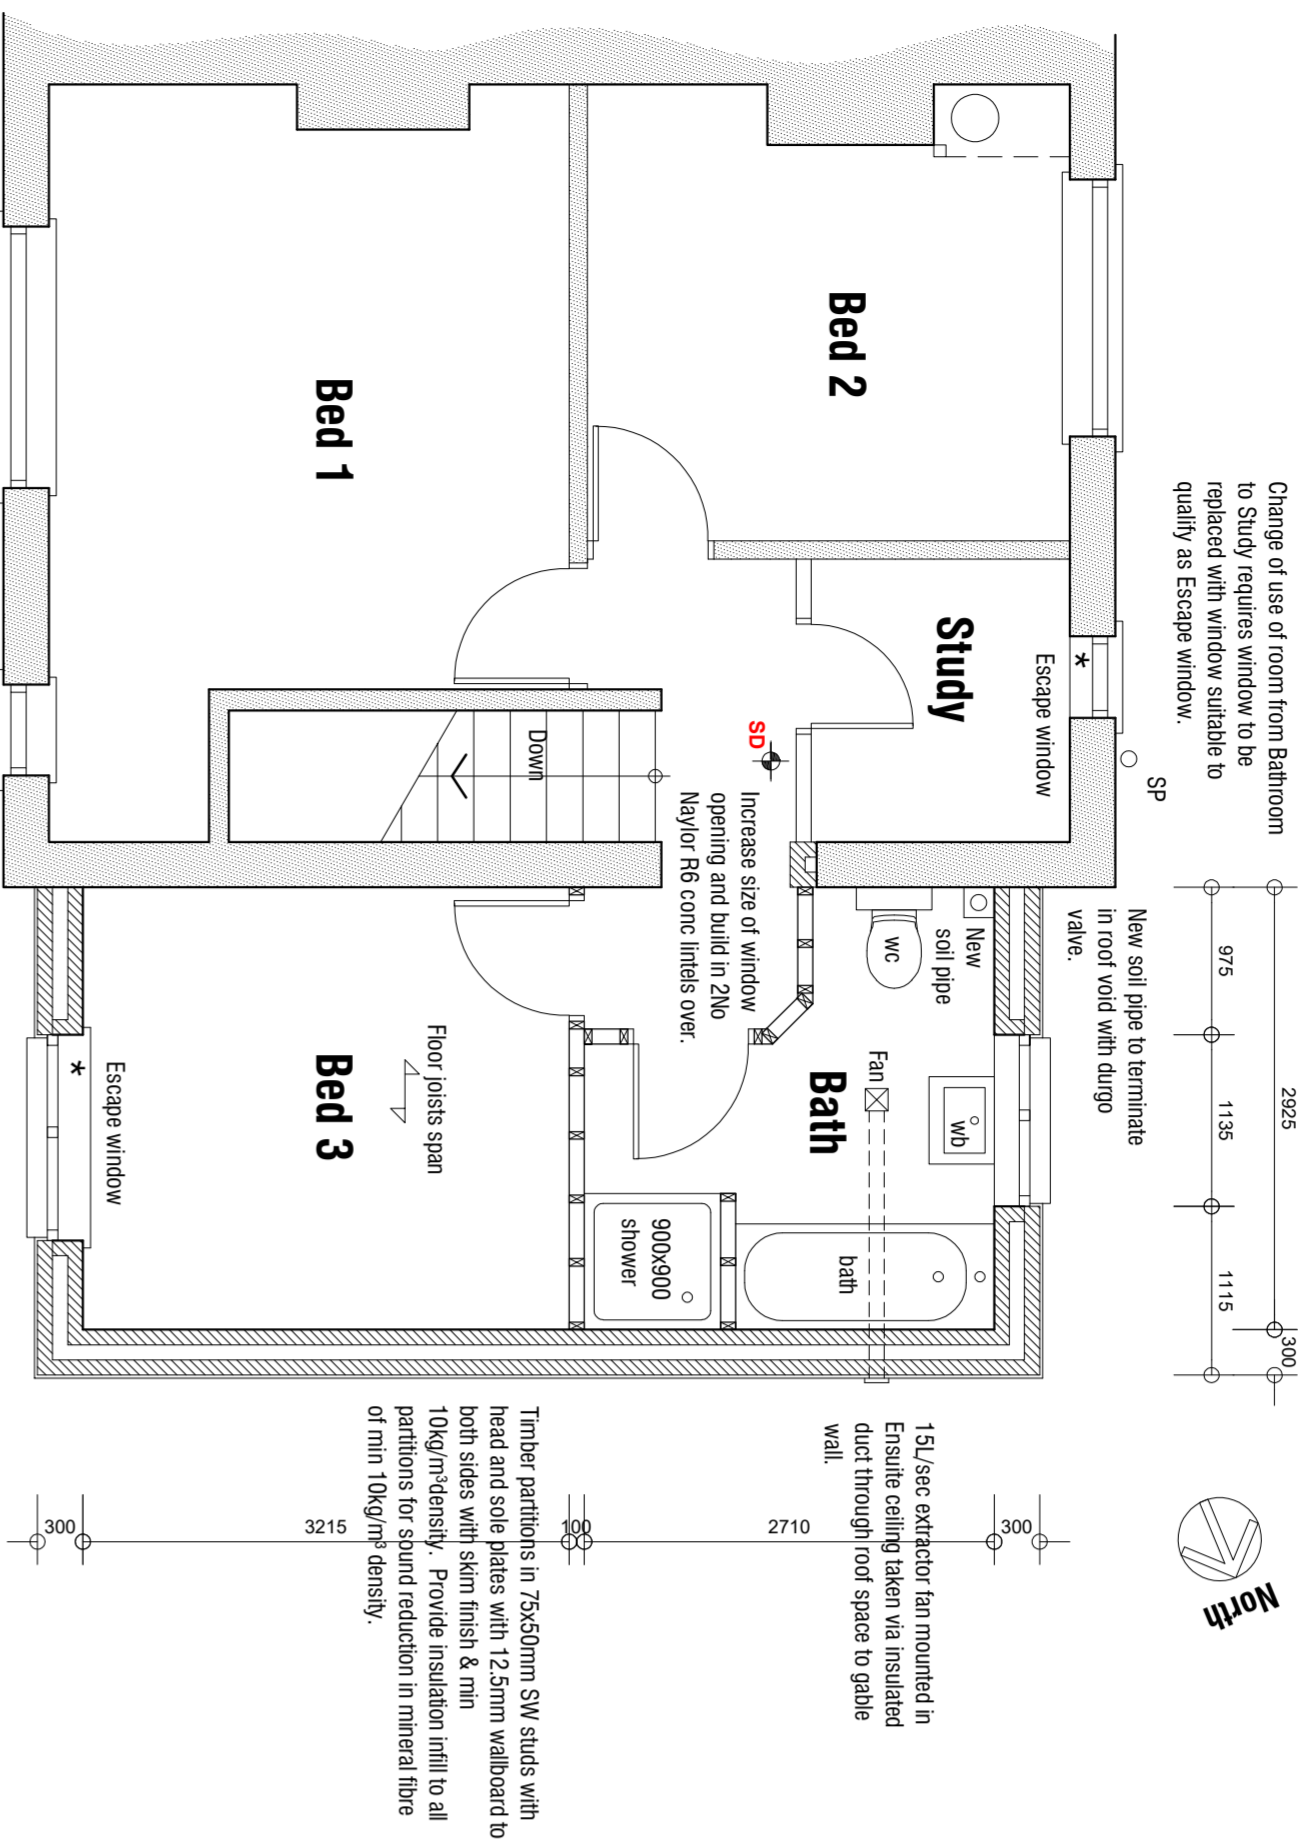 Change of use of room from Bathroom
to Study requires window to be
replaced with window suitable to
qualify as Escape window.
SP
New soil pipe to terminate
in roof void with durgo
valve.
2925
300
975
1135
1115
North
Bed 2
Study
Escape window
*
SD
Increase size of window
opening and build in 2No
Naylor R6 conc lintels over.
New
soil pipe
wc
wb
Fan
Bath
bath
900x900
shower
15L/sec extractor fan mounted in
Ensuite ceiling taken via insulated
duct through roof space to gable
wall.
Bed 1
Down
Floor joists span
Bed 3
Escape window
*
Timber partitions in 75x50mm SW studs with
head and sole plates with 12.5mm wallboard to
both sides with skim finish & min
10kg/m³density. Provide insulation infill to all
partitions for sound reduction in mineral fibre
of min 10kg/m³ density.
300
3215
100
2710
300